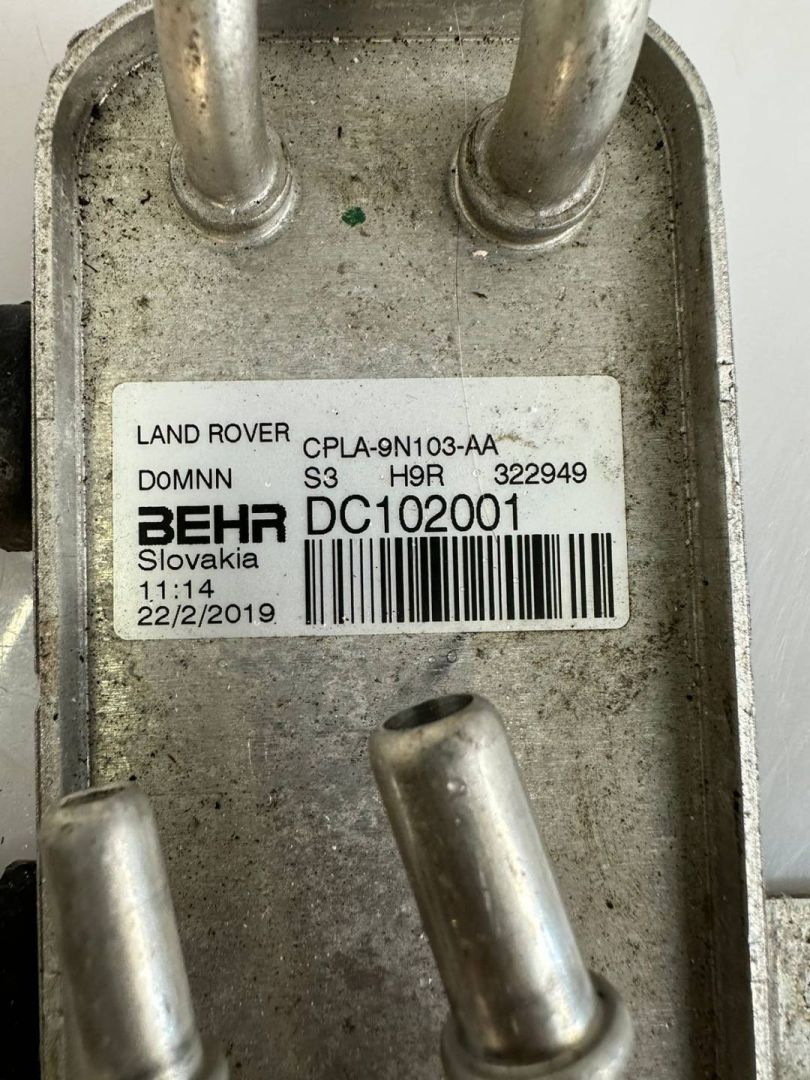 LAND ROVER CPLA-9N103-AA
D0MNN S3 H9R 322949
BEHR DC102001
Slovakia
11:14
22/2/2019